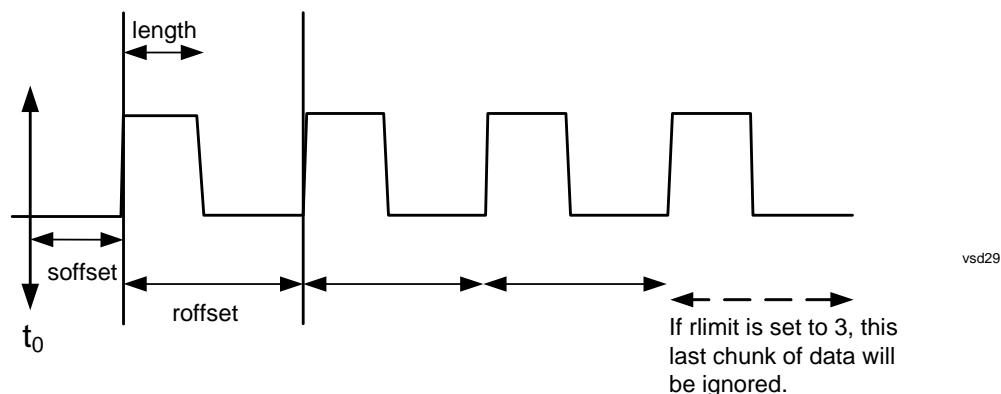 length
soffset
roffset
t₀
vsd29
If rlimit is set to 3, this
last chunk of data will
be ignored.